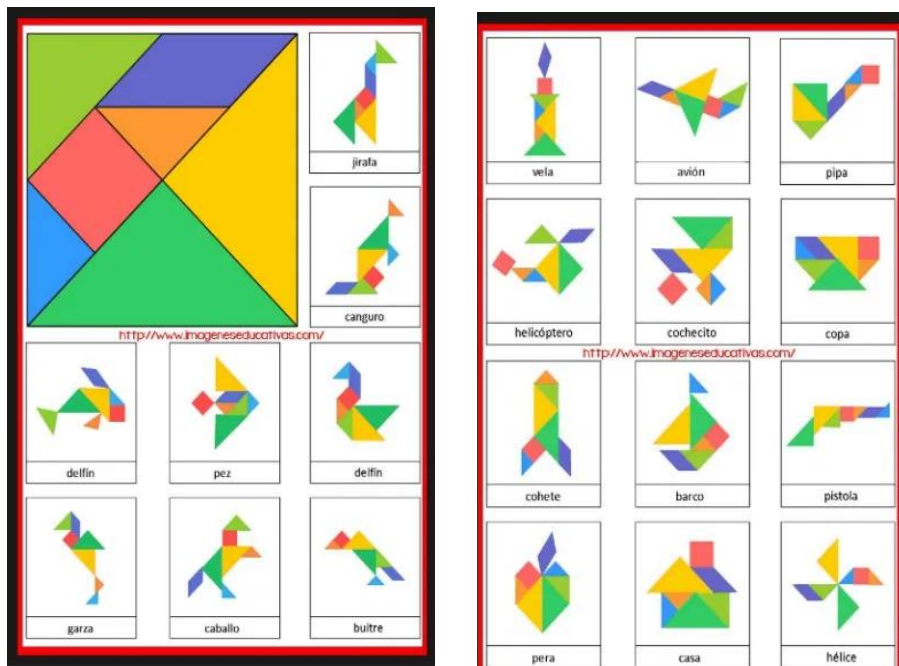 jirafa
canguro
http://www.imageneseducativas.com/
delfín
pez
delfín
garza
caballo
buitre
vela
avión
pipa
helicóptero
cochecito
copa
http://www.imageneseducativas.com/
cohete
barco
pistola
pera
casa
hélice